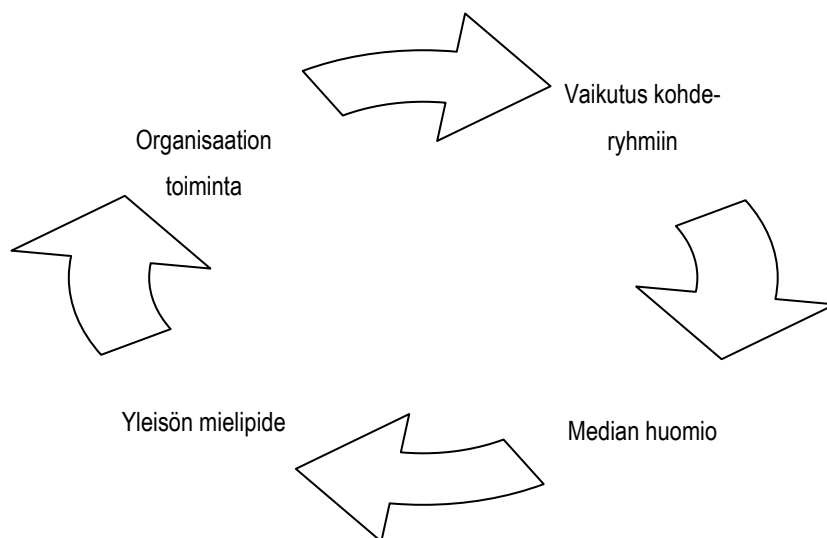 Organisaation
toiminta
Vaikutus kohde-
ryhmiin
Median huomio
Yleisön mielipide